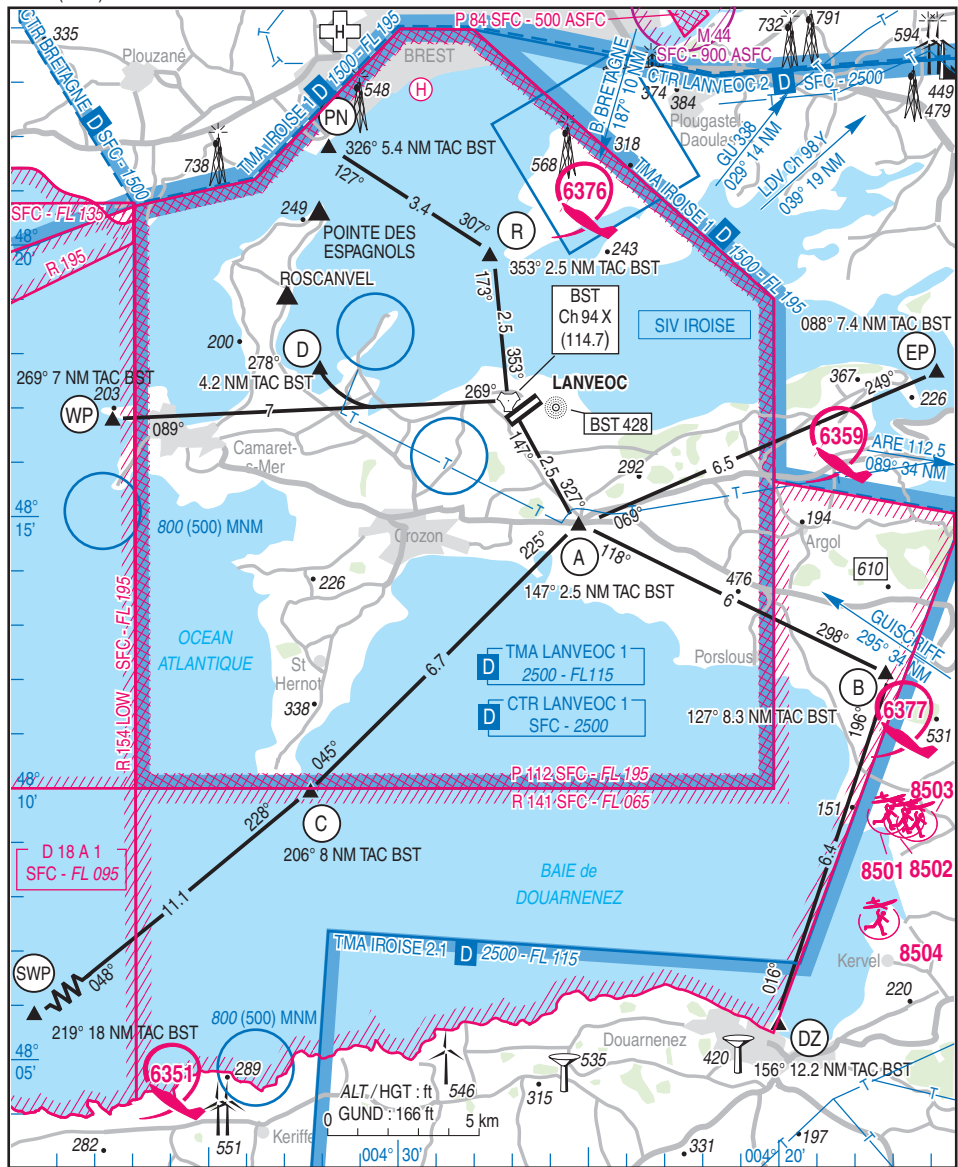 P 84 SFC - 500 ASFC
M 44
SFC - 900 ASFC
732
791
594
335
Plouzané
H
BREST
H
CTR BRETAGNE D SFC - 1500
TMA IROISE 1 D 1500 - FL 195
CTR LANVEOC 2 D SFC - 2500
449
479
548
374
384
Plougastel
Daoulas
B. BRETAGNE
187° 10 NM
GU 338
029° 14 NM
LDV Ch 98 Y
039° 19 NM
PN
326° 5.4 NM TAC BST
738
568
318
127°
3.4
307°
6376
TMA IROISE 1 D 1500 - FL 195
SFC - FL 135
R 195
48°
20'
249
POINTE DES
ESPAGNOLS
R
353° 2.5 NM TAC BST
243
ROSCANVEL
173°
2.5
353°
BST
Ch 94 X
(114.7)
SIV IROISE
088° 7.4 NM TAC BST
EP
200
D
278°
4.2 NM TAC BST
269° 7 NM TAC BST
203
WP
089°
7
269°
LANVEOC
BST 428
367
249°
226
6359
ARE 112.5
089° 34 NM
Camaret-
s-Mer
T
T
147°
2.5
327°
292
6.5
069°
T
T
48°
15'
800 (500) MNM
Crozon
T
225°
A
118°
147° 2.5 NM TAC BST
194
Argol
610
226
476
6
298°
GUISCRIFF
295° 34 NM
OCEAN
ATLANTIQUE
St
Hernot
338
6.7
D TMA LANVEOC 1
2500 - FL115
D CTR LANVEOC 1
SFC - 2500
Porslous
B
127° 8.3 NM TAC BST
196°
6377
531
R 154 LOW SFC - FL 195
045°
48°
10'
P 112 SFC - FL 195
R 141 SFC - FL 065
228°
C
206° 8 NM TAC BST
151
8503
8501
8502
D 18 A 1
SFC - FL 095
BAIE de
DOUARNENEZ
6.4
11.1
8504
TMA IROISE 2.1 D 2500 - FL 115
Kervel
220
SWP
048°
016°
219° 18 NM TAC BST
800 (500) MNM
Douarnenez
DZ
420
156° 12.2 NM TAC BST
48°
05'
6351
289
535
546
315
ALT / HGT : ft
GUND : 166 ft
0
5 km
551
Keriffe
T
T
282
331
197
T
004° 30'
004° 20'